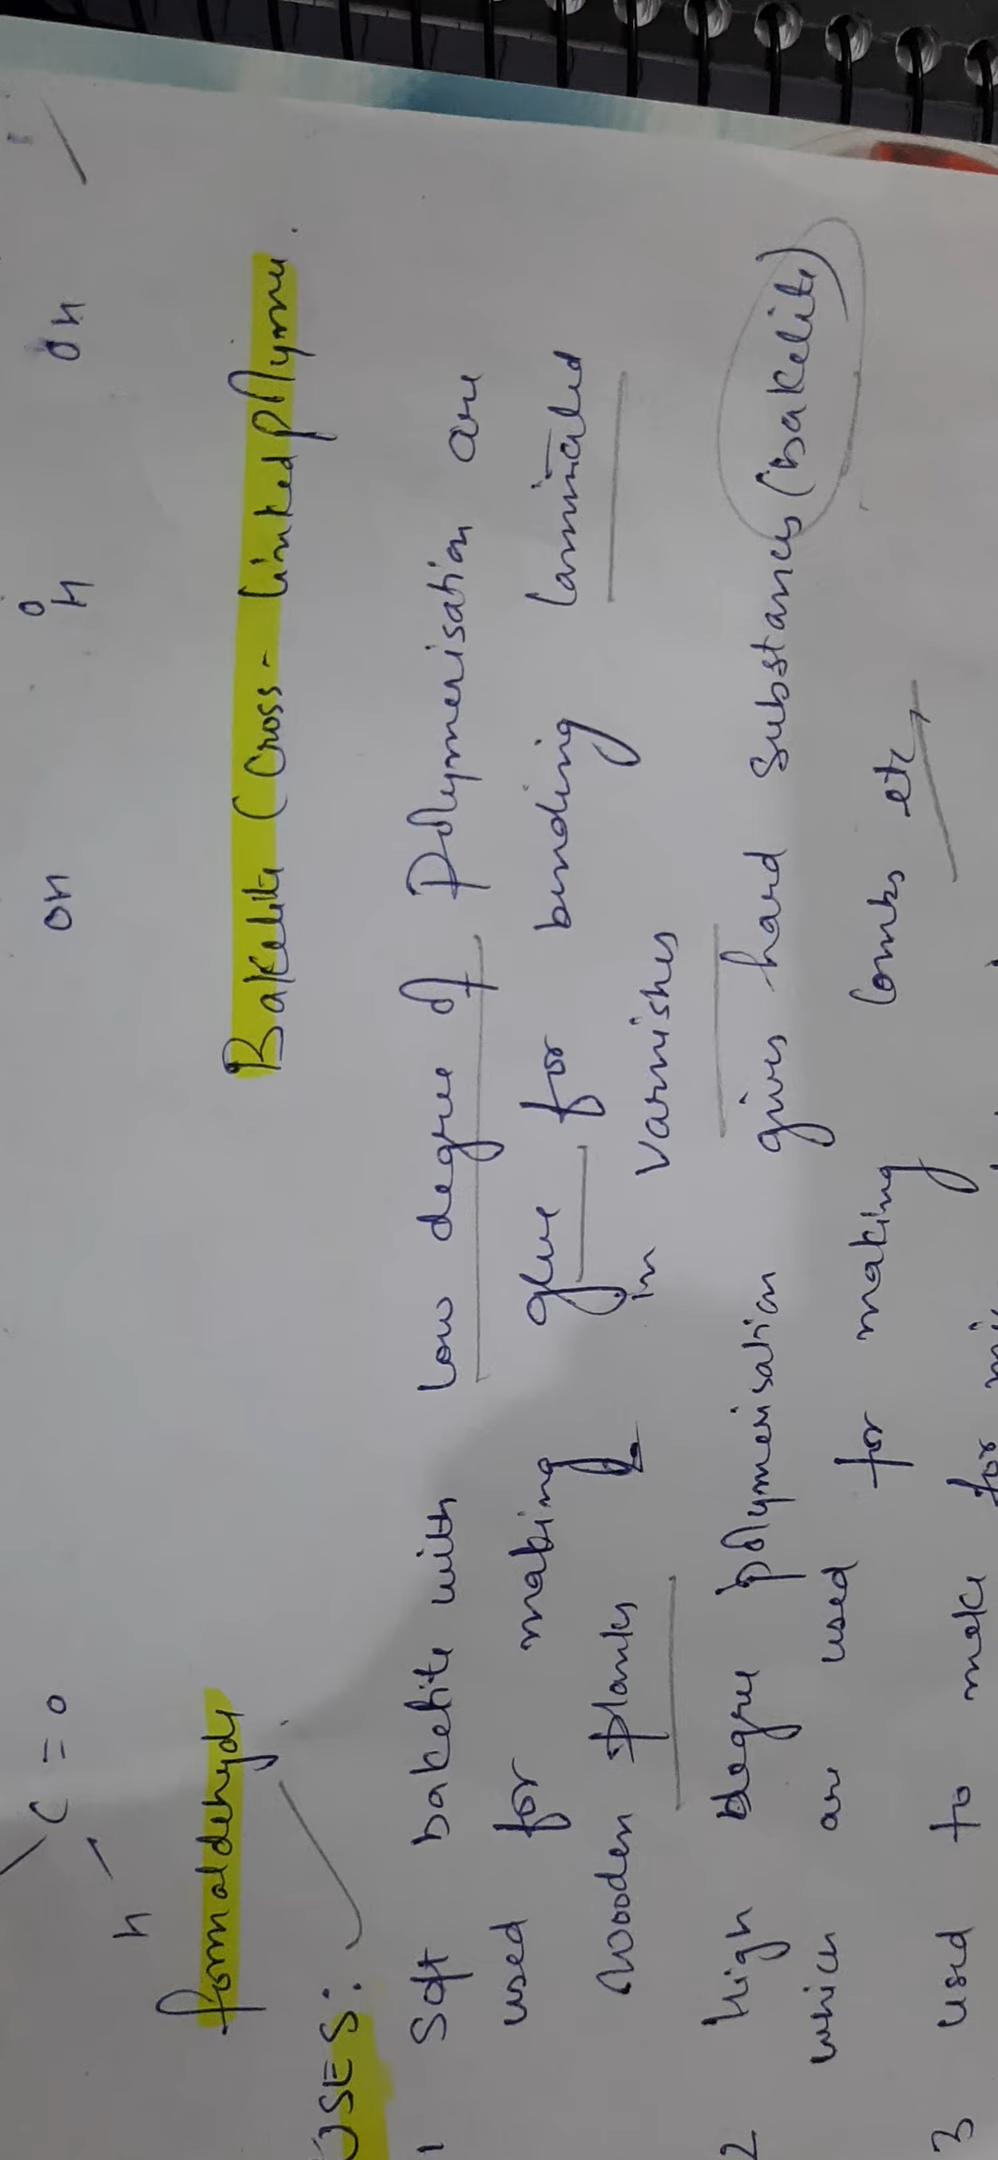 OH OH H OH
C=O
H
formaldehyde Bakelite (Cross-linked polymer.
USES:
1 Soft bakelite with low degree of polymerisation are
used for making glue for binding laminated
wooden planks & in varnishes
2 High degree polymerisation gives hard substances (Bakelite)
which are used for making combs etc,
3 used to make for